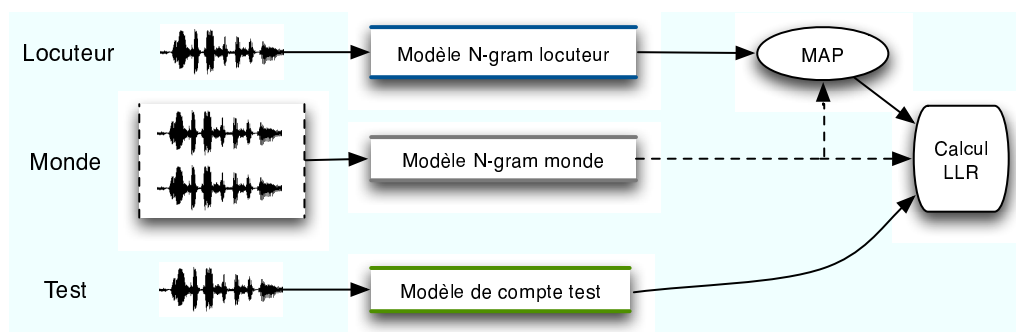 Locuteur
Modèle N-gram locuteur
MAP
Monde
Modèle N-gram monde
Calcul
LLR
Test
Modèle de compte test